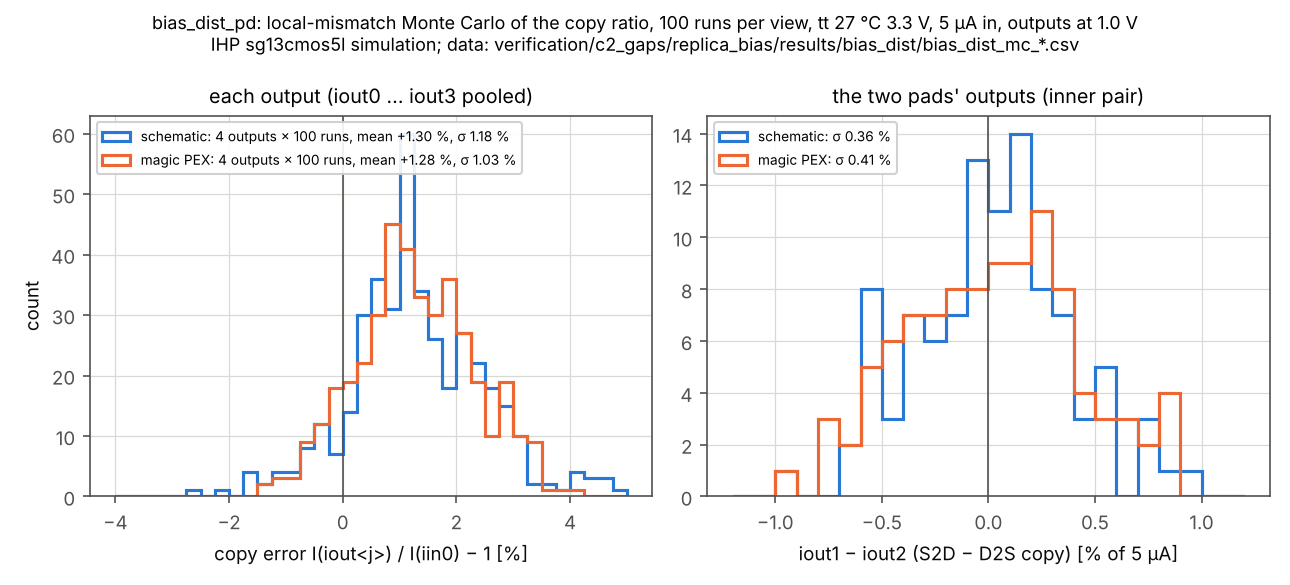 bias_dist_pd: local-mismatch Monte Carlo of the copy ratio, 100 runs per view, tt 27 °C 3.3 V, 5 µA in, outputs at 1.0 V
IHP sg13cmos5l simulation; data: verification/c2_gaps/replica_bias/results/bias_dist/bias_dist_mc_*.csv
each output (iout0 ... iout3 pooled)
schematic: 4 outputs × 100 runs, mean +1.30 %, σ 1.18 %
magic PEX: 4 outputs × 100 runs, mean +1.28 %, σ 1.03 %
count
60
50
40
30
20
10
0
−4
−2
0
2
4
copy error I(iout<j>) / I(iin0) − 1 [%]
the two pads' outputs (inner pair)
schematic: σ 0.36 %
magic PEX: σ 0.41 %
14
12
10
8
6
4
2
0
−1.0
−0.5
0.0
0.5
1.0
iout1 − iout2 (S2D − D2S copy) [% of 5 µA]